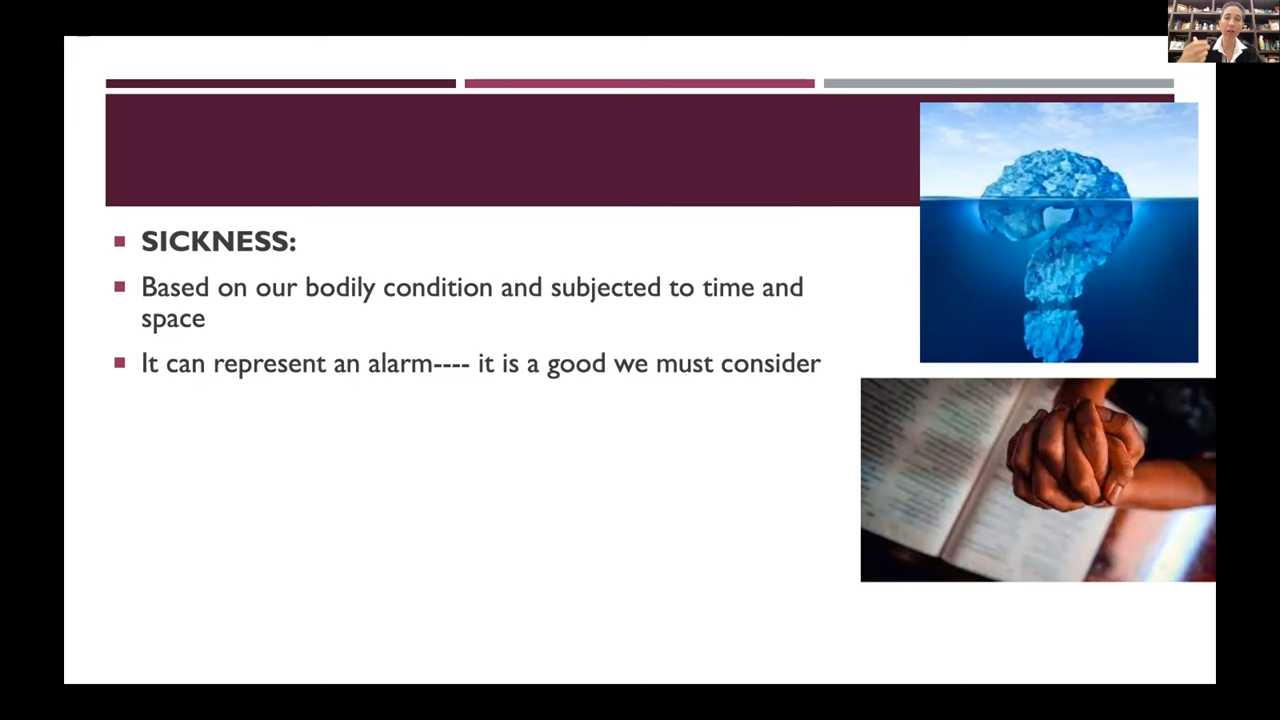 SICKNESS:
Based on our bodily condition and subjected to time and
space
It can represent an alarm---- it is a good we must consider